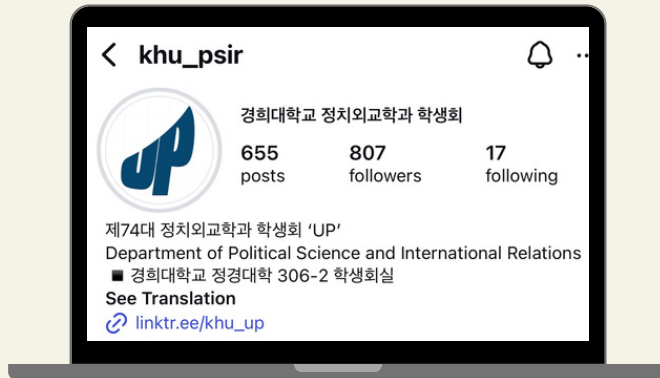 khu_psir
UP
경희대학교 정치외교학과 학생회
655 807 17
posts followers following
제74대 정치외교학과 학생회 ‘UP’
Department of Political Science and International Relations
■ 경희대학교 정경대학 306-2 학생회실
See Translation
linktr.ee/khu_up